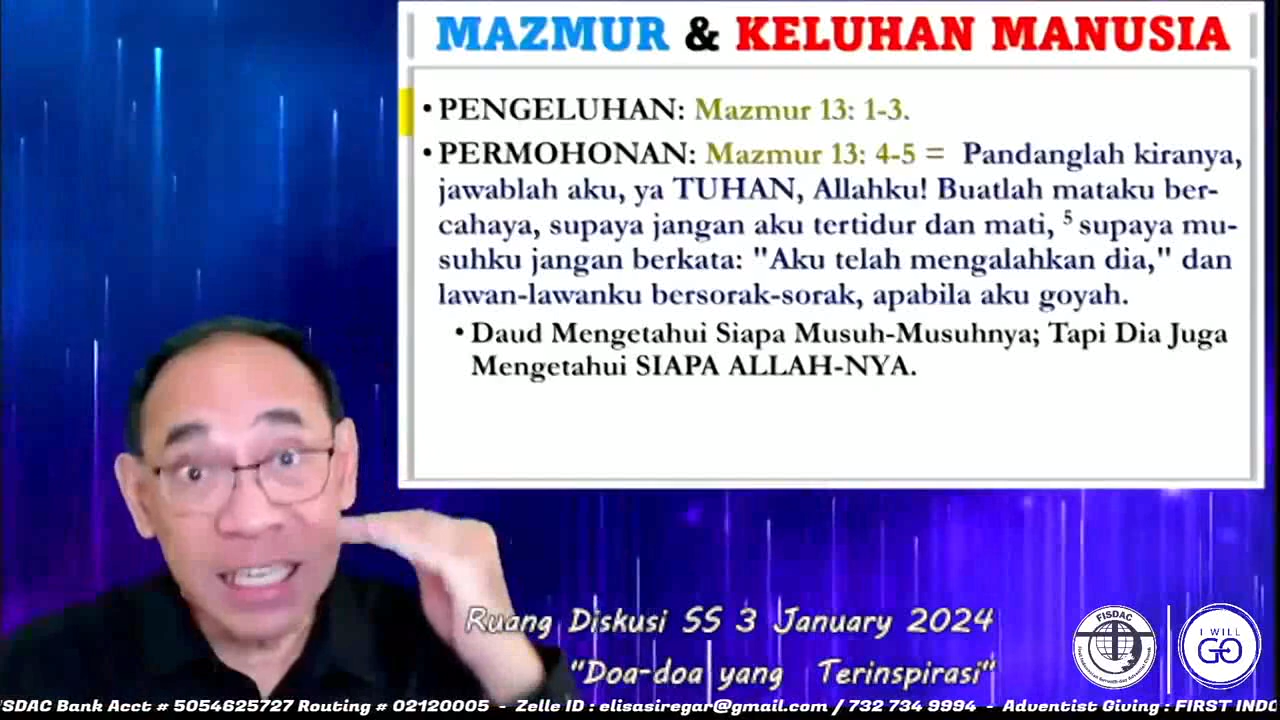 MAZMUR & KELUHAN MANUSIA
• PENGELUHAN: Mazmur 13: 1-3.
• PERMOHONAN: Mazmur 13: 4-5 = Pandanglah kiranya,
jawablah aku, ya TUHAN, Allahku! Buatlah mataku ber-
cahaya, supaya jangan aku tertidur dan mati, ⁵ supaya mu-
suhku jangan berkata: "Aku telah mengalahkan dia," dan
lawan-lawanku bersorak-sorak, apabila aku goyah.
• Daud Mengetahui Siapa Musuh-Musuhnya; Tapi Dia Juga
Mengetahui SIAPA ALLAH-NYA.
Ruang Diskusi SS 3 January 2024
"Doa-doa yang Terinspirasi"
FISDAC
I WILL
GO
SDAC Bank Acct # 5054625727 Routing # 02120005 - Zelle ID : elisasiregar@gmail.com / 732 734 9994 - Adventist Giving : FIRST INDO